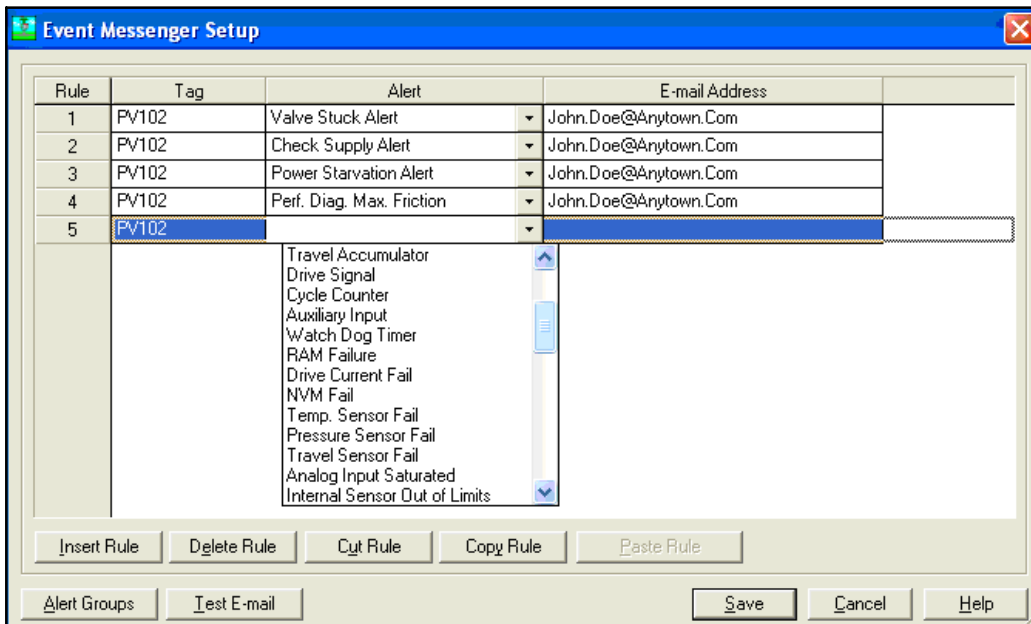 Event Messenger Setup
Rule Tag Alert E-mail Address
1 PV102 Valve Stuck Alert John.Doe@Anytown.Com
2 PV102 Check Supply Alert John.Doe@Anytown.Com
3 PV102 Power Starvation Alert John.Doe@Anytown.Com
4 PV102 Perf. Diag. Max. Friction John.Doe@Anytown.Com
5 PV102
Travel Accumulator
Drive Signal
Cycle Counter
Auxiliary Input
Watch Dog Timer
RAM Failure
Drive Current Fail
NVM Fail
Temp. Sensor Fail
Pressure Sensor Fail
Travel Sensor Fail
Analog Input Saturated
Internal Sensor Out of Limits
Insert Rule Delete Rule Cut Rule Copy Rule Paste Rule
Alert Groups Test E-mail Save Cancel Help